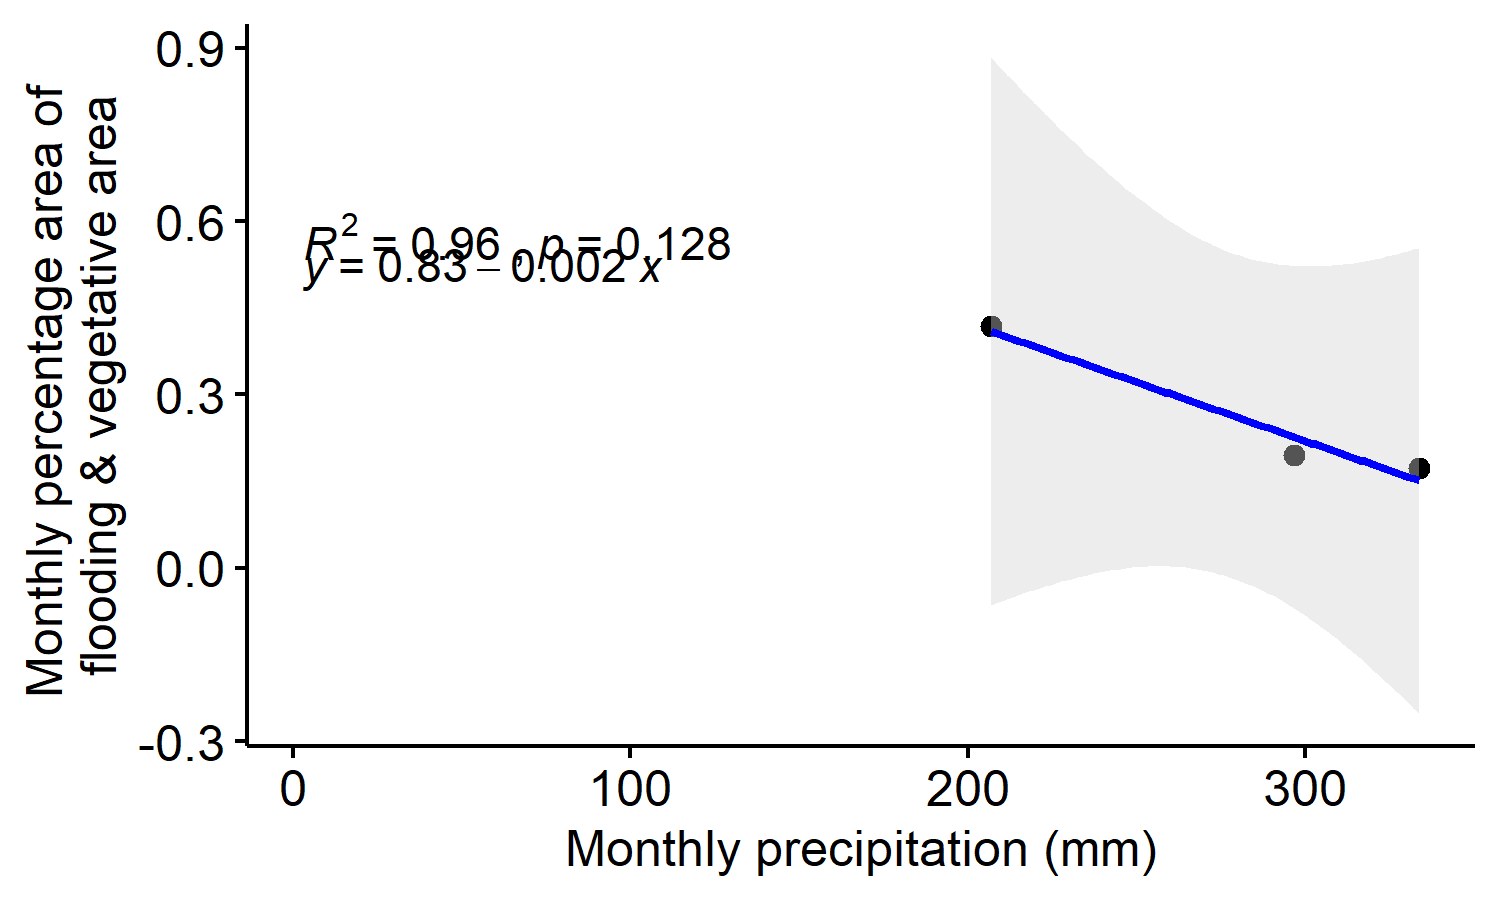 Monthly percentage area of
flooding & vegetative area
0.9
0.6
0.3
0.0
-0.3
R² = 0.96 , p = 0.128
y = 0.83 – 0.002 x
0 100 200 300
Monthly precipitation (mm)